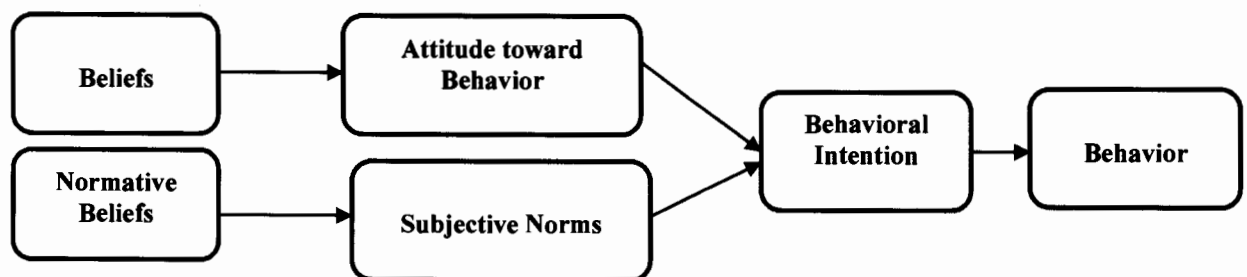 Beliefs
Attitude toward
Behavior
Normative
Beliefs
Subjective Norms
Behavioral
Intention
Behavior